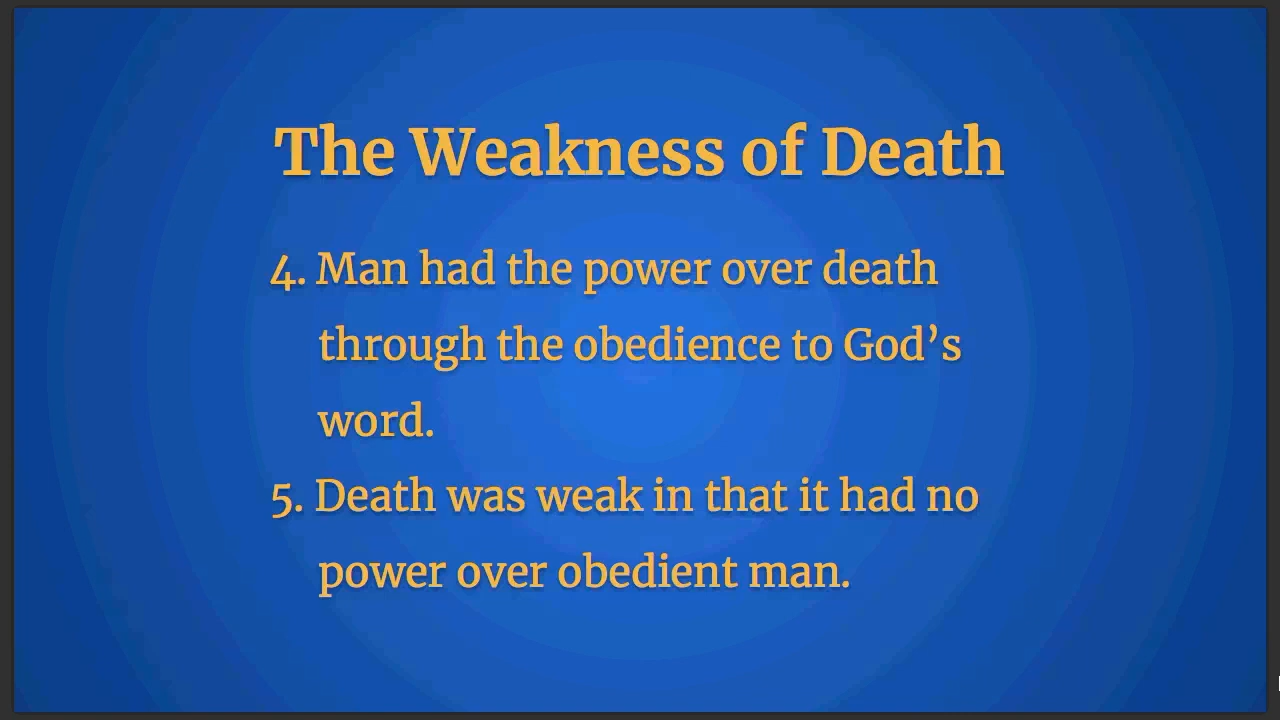 The Weakness of Death
4. Man had the power over death
through the obedience to God’s
word.
5. Death was weak in that it had no
power over obedient man.